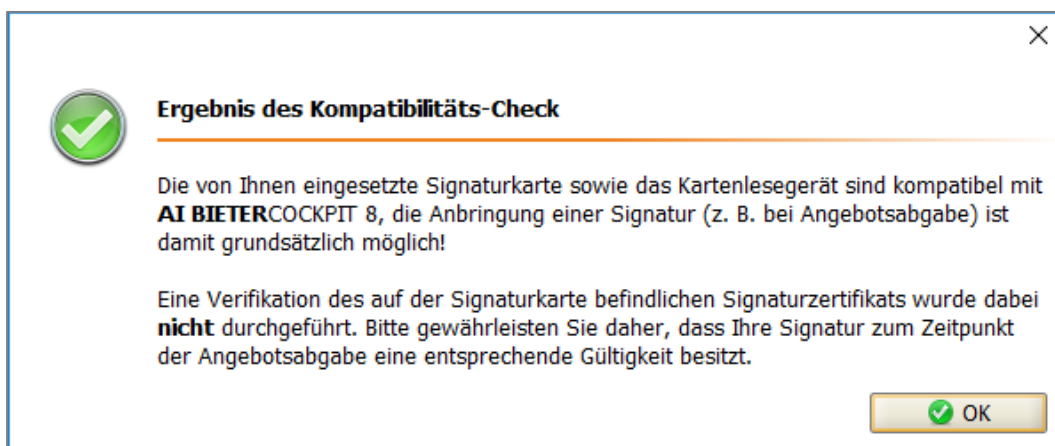 Ergebnis des Kompatibilitäts-Check
Die von Ihnen eingesetzte Signaturkarte sowie das Kartenlesegerät sind kompatibel mit
AI BIETERCOCKPIT 8, die Anbringung einer Signatur (z. B. bei Angebotsabgabe) ist
damit grundsätzlich möglich!
Eine Verifikation des auf der Signaturkarte befindlichen Signaturzertifikats wurde dabei
nicht durchgeführt. Bitte gewährleisten Sie daher, dass Ihre Signatur zum Zeitpunkt
der Angebotsabgabe eine entsprechende Gültigkeit besitzt.
OK